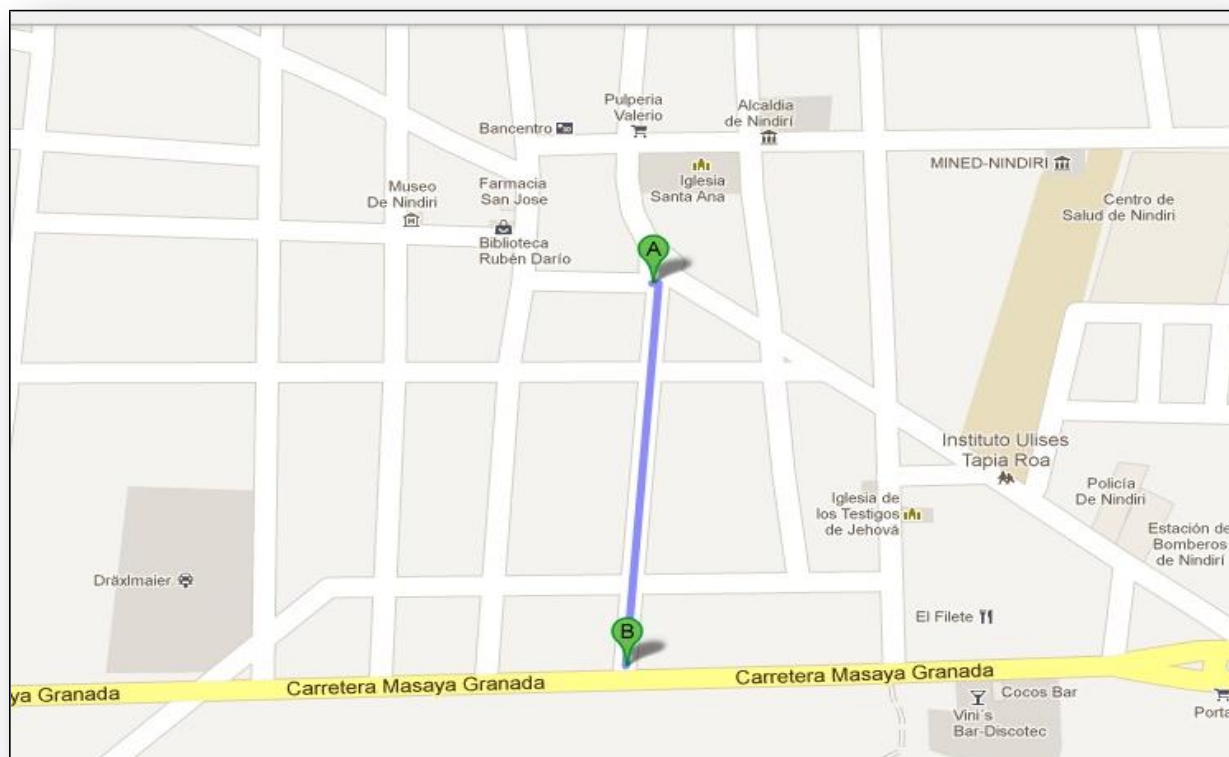 Pulperia
Valerio
Alcaldia
de Nindirí
Bancentro
MINED-NINDIRI
Iglesia
Santa Ana
Museo
De Nindiri
Farmacia
San Jose
Centro de
Salud de Nindiri
Biblioteca
Rubén Darío
A
Instituto Ulises
Tapia Roa
Policía
De Nindiri
Iglesia de
los Testigos
de Jehová
Estación de
Bomberos
de Nindirí
Dräxlmaier
El Filete
B
ya Granada
Carretera Masaya Granada
Carretera Masaya Granada
Cocos Bar
Vini´s
Bar-Discotec
Porta